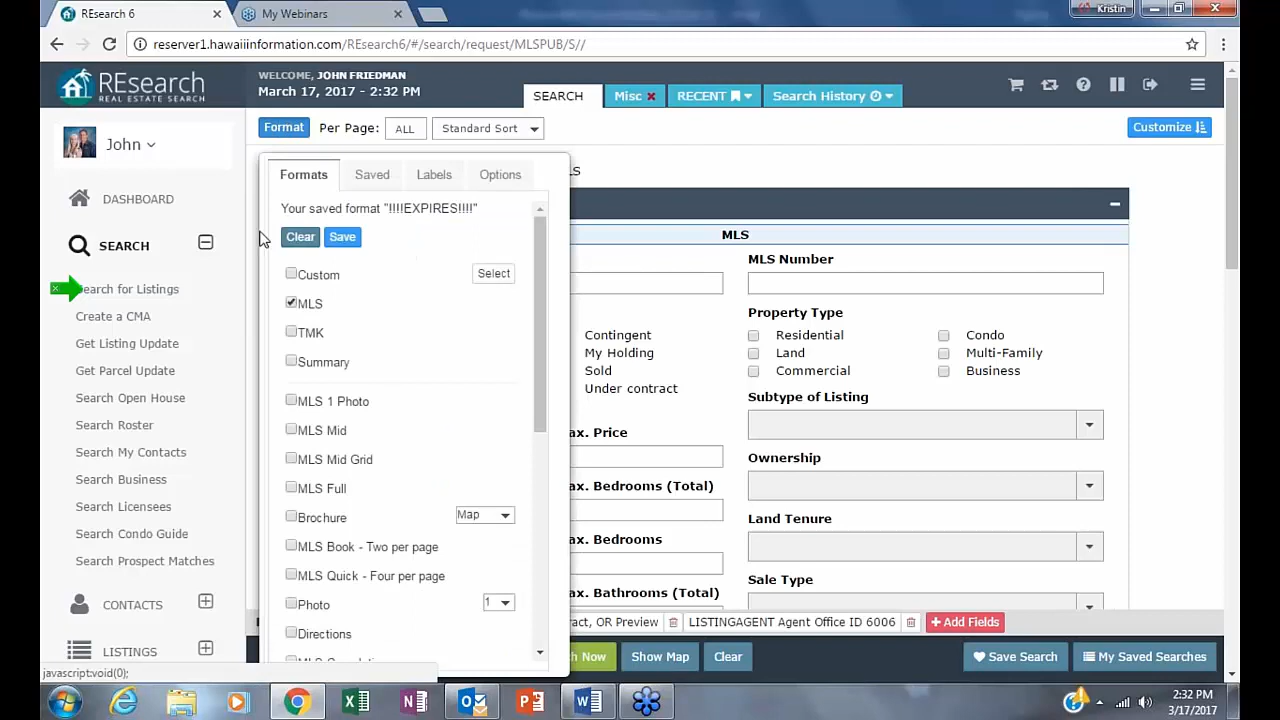 REsearch 6
My Webinars
Kristin
reserver1.hawaiiinformation.com/REsearch6/#/search/request/MLSPUB/S//
REsearch
REAL ESTATE SEARCH
WELCOME, JOHN FRIEDMAN
March 17, 2017 - 2:32 PM
SEARCH
Misc
RECENT
Search History
John
DASHBOARD
SEARCH
earch for Listings
Create a CMA
Get Listing Update
Get Parcel Update
Search Open House
Search Roster
Search My Contacts
Search Business
Search Licensees
Search Condo Guide
Search Prospect Matches
CONTACTS
LISTINGS
javascript:void(0);
Format
Per Page:
ALL
Standard Sort
Customize
Formats
Saved
Labels
Options
Your saved format "!!!!EXPIRES!!!!"
Clear
Save
Custom
Select
MLS
TMK
Summary
MLS 1 Photo
MLS Mid
MLS Mid Grid
MLS Full
Brochure
Map
MLS Book - Two per page
MLS Quick - Four per page
Photo
1
Directions
LS
MLS
MLS Number
Property Type
Contingent
My Holding
Sold
Under contract
Residential
Condo
Land
Multi-Family
Commercial
Business
Subtype of Listing
ax. Price
Ownership
ax. Bedrooms (Total)
Land Tenure
ax. Bedrooms
Sale Type
ax. Bathrooms (Total)
ract, OR Preview
LISTINGAGENT Agent Office ID 6006
Add Fields
ch Now
Show Map
Clear
Save Search
My Saved Searches
2:32 PM
3/17/2017